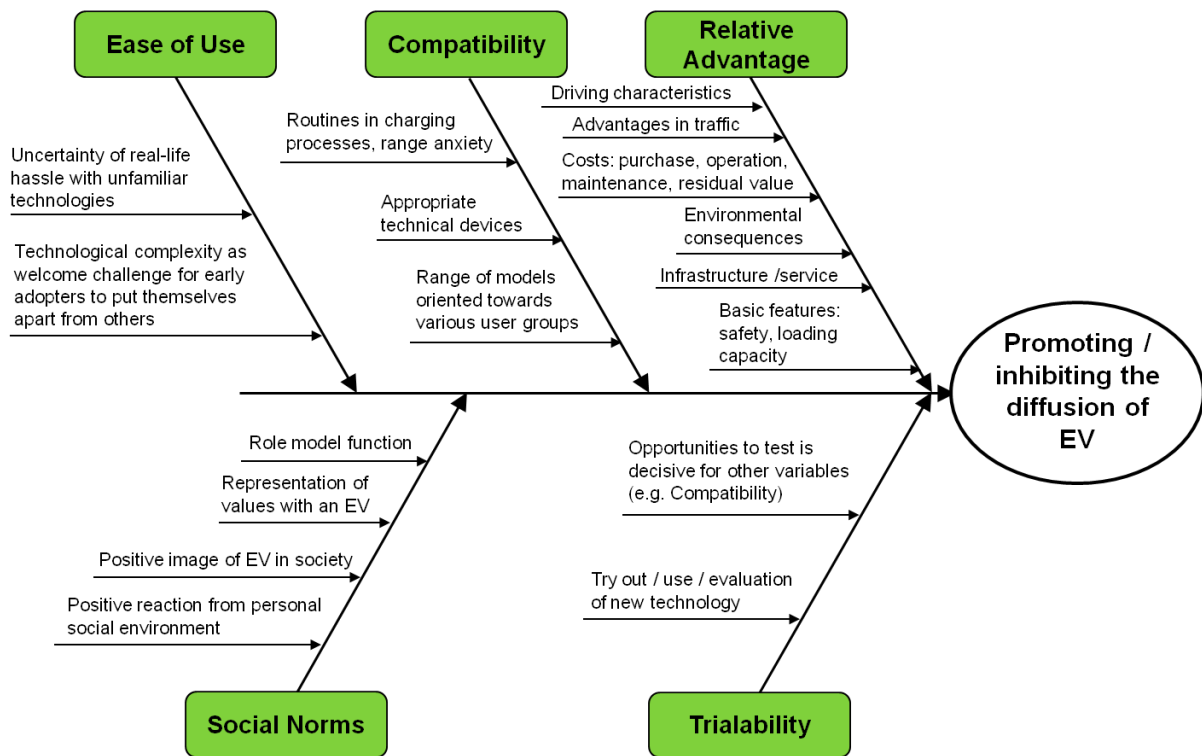 Ease of Use
Compatibility
Relative
Advantage
Uncertainty of real-life
hassle with unfamiliar
technologies
Technological complexity as
welcome challenge for early
adopters to put themselves
apart from others
Routines in charging
processes, range anxiety
Appropriate
technical devices
Range of models
oriented towards
various user groups
Driving characteristics
Advantages in traffic
Costs: purchase, operation,
maintenance, residual value
Environmental
consequences
Infrastructure /service
Basic features:
safety, loading
capacity
Promoting /
inhibiting the
diffusion of
EV
Role model function
Representation of
values with an EV
Positive image of EV in society
Positive reaction from personal
social environment
Opportunities to test is
decisive for other variables
(e.g. Compatibility)
Try out / use / evaluation
of new technology
Social Norms
Trialability